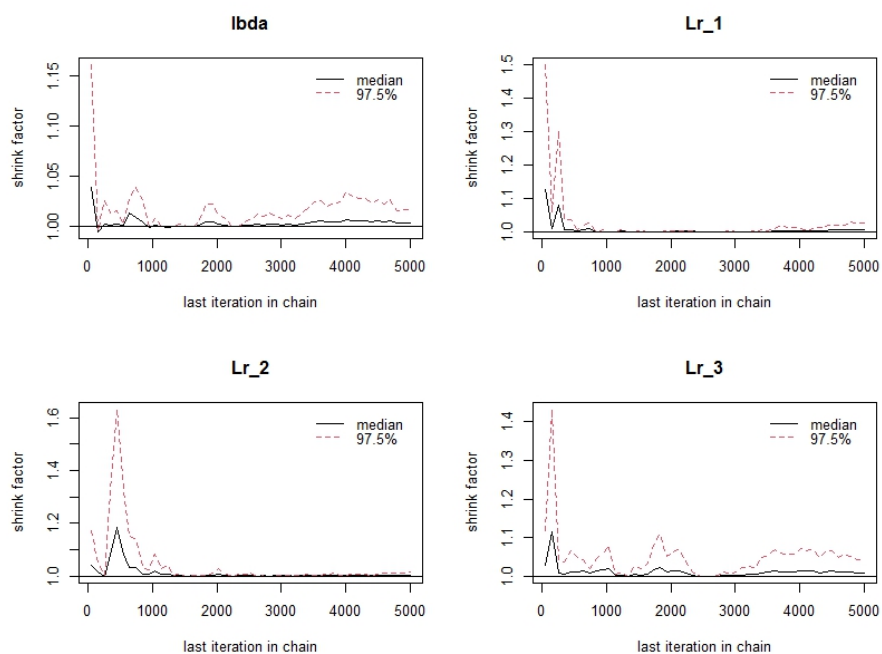 lbda
shrink factor
1.15
1.10
1.05
1.00
median
97.5%
0 1000 2000 3000 4000 5000
last iteration in chain
Lr_1
shrink factor
1.5
1.4
1.3
1.2
1.1
1.0
median
97.5%
0 1000 2000 3000 4000 5000
last iteration in chain
Lr_2
shrink factor
1.6
1.4
1.2
1.0
median
97.5%
0 1000 2000 3000 4000 5000
last iteration in chain
Lr_3
shrink factor
1.4
1.3
1.2
1.1
1.0
median
97.5%
0 1000 2000 3000 4000 5000
last iteration in chain